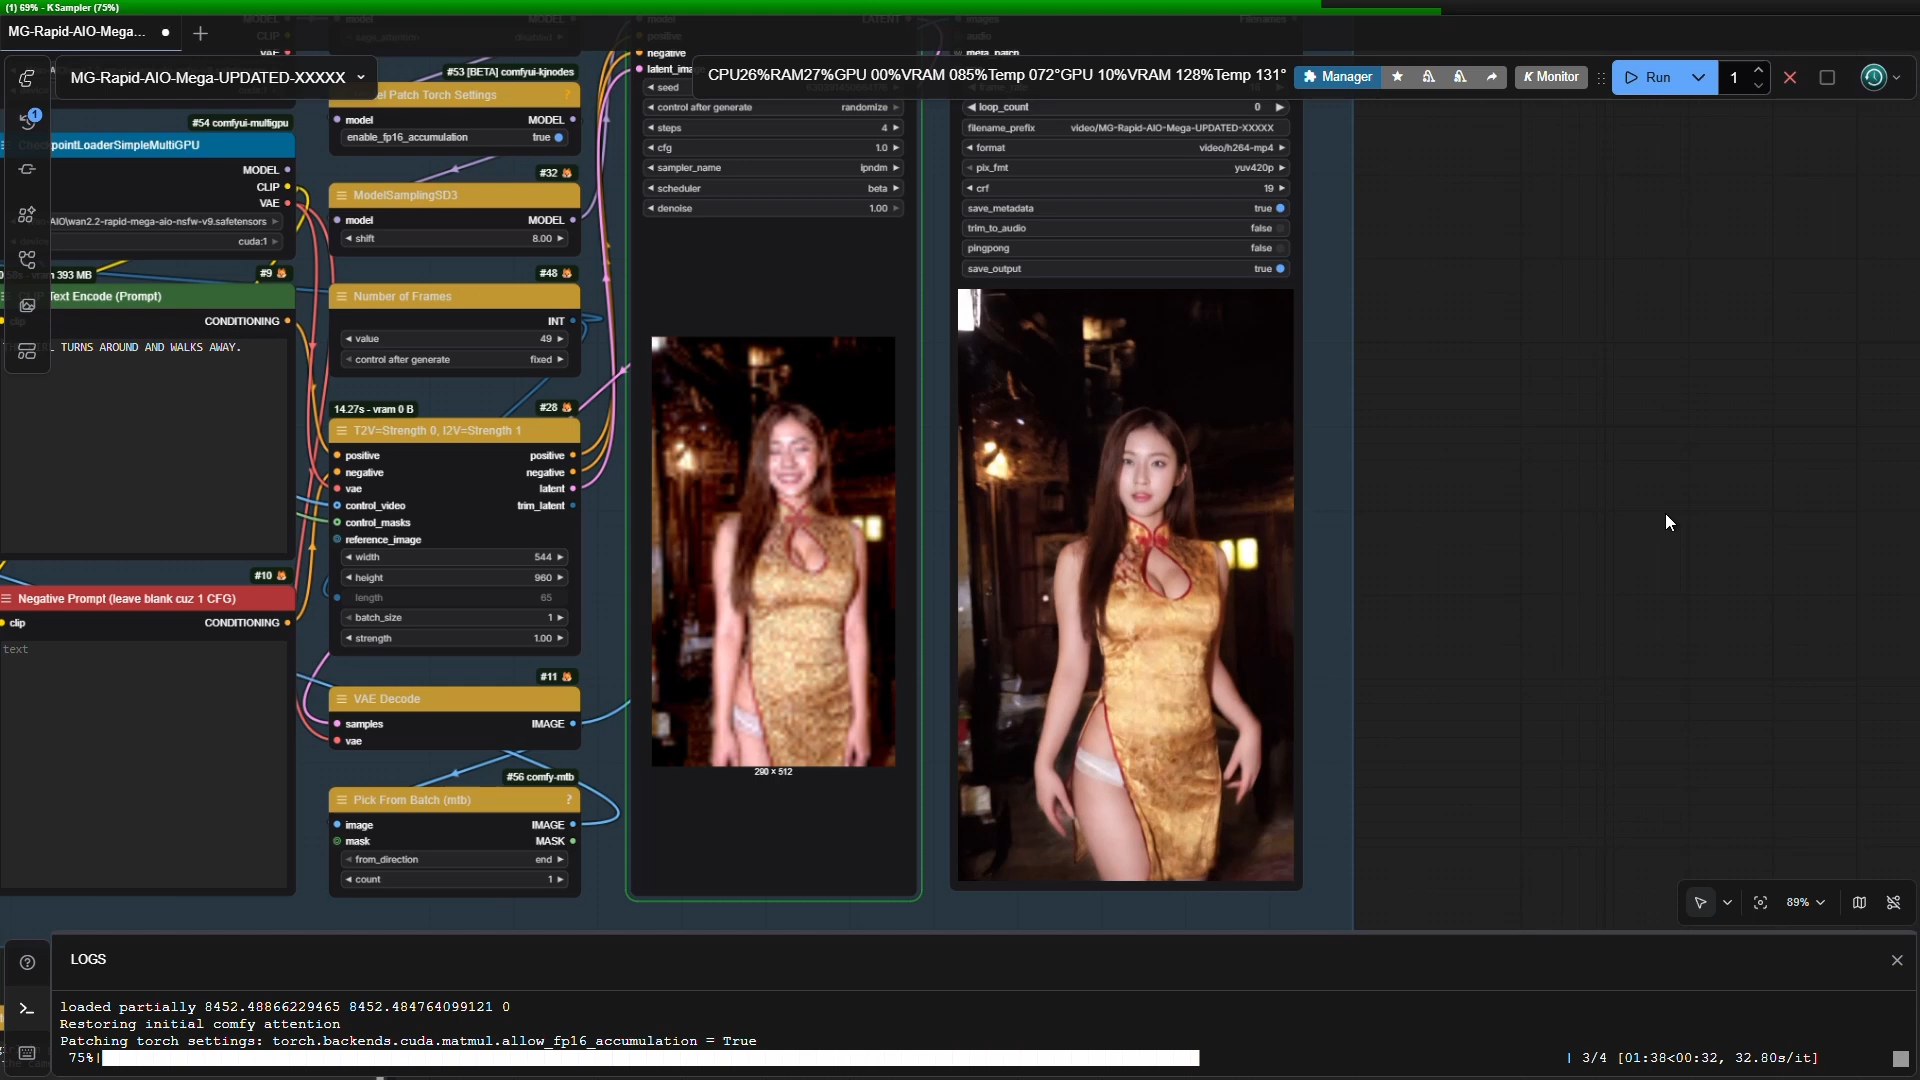 (1) 69% - KSampler (75%)
MG-Rapid-AIO-Mega...
MG-Rapid-AIO-Mega-UPDATED-XXXXX
CPU26%RAM27%GPU 00%VRAM 085%Temp 072°GPU 10%VRAM 128%Temp 131°
Manager
K Monitor
Run
1
#54 comfyui-multigpu
pointLoaderSimpleMultiGPU
MODEL
CLIP
VAE
AIO\wan2.2-rapid-mega-aio-nsfw-v9.safetensors
cuda:1
vram 393 MB
#9
Text Encode (Prompt)
CONDITIONING
TURNS AROUND AND WALKS AWAY.
#10
Negative Prompt (leave blank cuz 1 CFG)
clip
CONDITIONING
text
#53 [BETA] comfyui-kjnodes
Patch Torch Settings
?
model
MODEL
enable_fp16_accumulation
true
#32
ModelSamplingSD3
model
MODEL
shift
8.00
#48
Number of Frames
INT
value
49
control after generate
fixed
14.27s - vram 0 B
#28
T2V=Strength 0, I2V=Strength 1
positive
positive
negative
negative
vae
latent
control_video
trim_latent
control_masks
reference_image
width
544
height
960
length
65
batch_size
1
strength
1.00
#11
VAE Decode
samples
IMAGE
vae
#56 comfy-mtb
Pick From Batch (mtb)
?
image
IMAGE
mask
MASK
from_direction
end
count
1
model
LATENT
positive
negative
seed
control after generate
randomize
steps
4
cfg
1.0
sampler_name
lpndm
scheduler
beta
denoise
1.00
290 × 512
images
Filenames
audio
meta_batch
loop_count
0
filename_prefix
video/MG-Rapid-AIO-Mega-UPDATED-XXXXX
format
video/h264-mp4
pix_fmt
yuv420p
crf
19
save_metadata
true
trim_to_audio
false
pingpong
false
save_output
true
89%
LOGS
loaded partially 8452.48866229465 8452.484764099121 0
Restoring initial comfy attention
Patching torch settings: torch.backends.cuda.matmul.allow_fp16_accumulation = True
75%| | 3/4 [01:38<00:32, 32.80s/it]